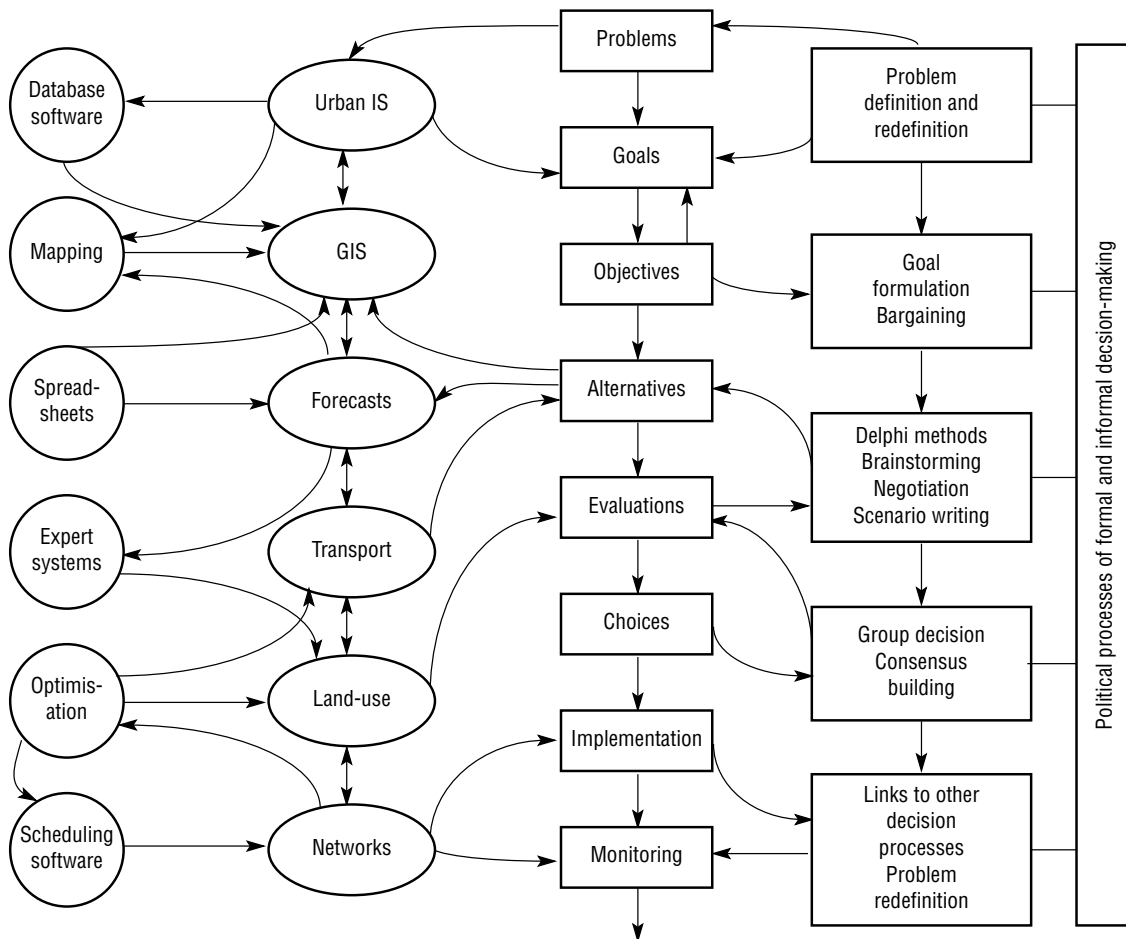 Problems
Database
software
Urban IS
Problem
definition and
redefinition
Goals
Mapping
GIS
Objectives
Goal
formulation
Bargaining
Spread-
sheets
Forecasts
Alternatives
Delphi methods
Brainstorming
Negotiation
Scenario writing
Evaluations
Expert
systems
Transport
Choices
Group decision
Consensus
building
Optimis-
ation
Land-use
Implementation
Links to other
decision
processes
Problem
redefinition
Scheduling
software
Networks
Monitoring
Political processes of formal and informal decsion-making